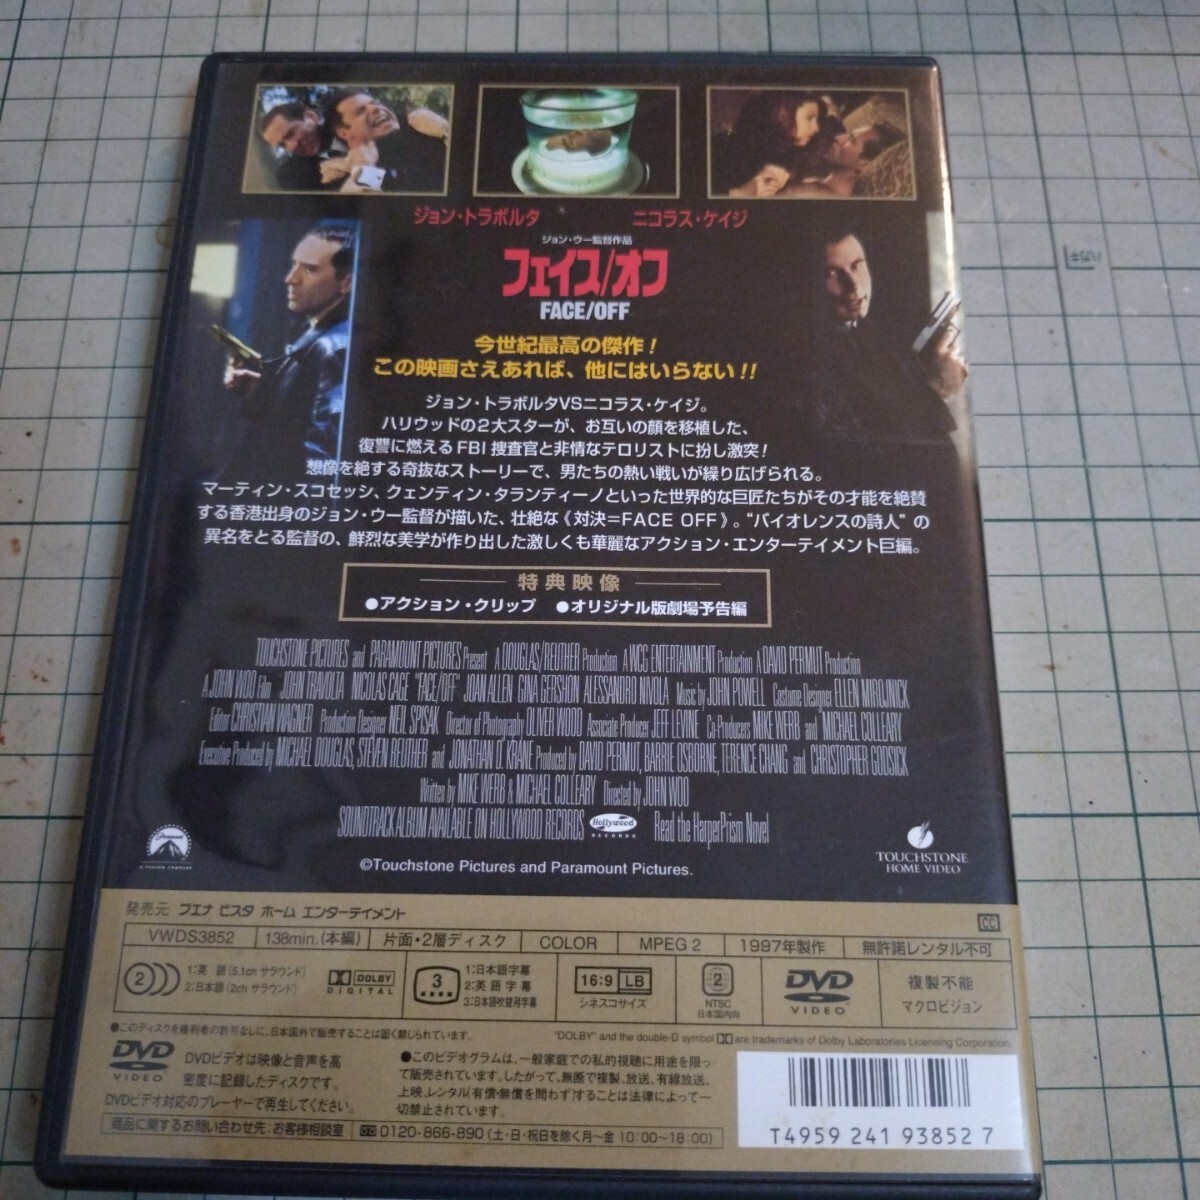 ジョン・トラボルタ ニコラス・ケイジ
ジョン・ウー監督作品
フェイス/オフ
FACE/OFF
今世紀最高の傑作!
この映画さえあれば、他にはいらない!!
ジョン・トラボルタVSニコラス・ケイジ。
ハリウッドの2大スターが、お互いの顔を移植した、
復讐に燃えるFBI捜査官と非情なテロリストに扮し激突!
想像を絶する奇抜なストーリーで、男たちの熱い戦いが繰り広げられる。
マーティン・スコセッシ、クェンティン・タランティーノといった世界的な巨匠たちがその才能を絶賛
する香港出身のジョン・ウー監督が描いた、壮絶な《対決=FACE OFF》。“バイオレンスの詩人”の
異名をとる監督の、鮮烈な美学が作り出した激しくも華麗なアクション・エンターテイメント巨編。
特典映像
●アクション・クリップ ●オリジナル版劇場予告編
TOUCHSTONE PICTURES and PARAMOUNT PICTURES Present A DOUGLAS/REUTHER Production A WCG ENTERTAINMENT Production A DAVID PERMUT Production
A JOHN WOO Film JOHN TRAVOLTA NICOLAS CAGE "FACE/OFF" JOAN ALLEN GINA GERSHON ALESSANDRO NIVOLA Music by JOHN POWELL Costume Designer ELLEN MIROJNICK
Editor CHRISTIAN WAGNER Production Designer NEIL SPISAK Director of Photography OLIVER WOOD Associate Producer JEFF LEVINE Co-Producers MIKE WERB and MICHAEL COLLEARY
Executive Produced by MICHAEL DOUGLAS, STEVEN REUTHER and JONATHAN D. KRANE Produced by DAVID PERMUT, BARRIE OSBORNE, TERENCE CHANG and CHRISTOPHER GODSICK
Written by MIKE WERB & MICHAEL COLLEARY Directed by JOHN WOO
SOUNDTRACK ALBUM AVAILABLE ON HOLLYWOOD RECORDS Hollywood RECORDS Read the HarperPrism Novel
Paramount
TOUCHSTONE
HOME VIDEO
©Touchstone Pictures and Paramount Pictures.
発売元 ブエナ ビスタ ホーム エンターテイメント
CC
VWDS3852 138min.(本編) 片面・2層ディスク COLOR MPEG 2 1997年製作 無許諾レンタル不可
2 1:英語(5.1ch サラウンド)
2:日本語(2ch サラウンド)
DOLBY
DIGITAL
3 1:日本語字幕
2:英語字幕
3:日本語吹替用字幕
16:9 LB
シネスコサイズ
2
NTSC
日本国内向
DVD
VIDEO
複製不能
マクロビジョン
●このディスクを権利者の許可なしに、日本国外で販売することは固く禁じられています。
"DOLBY" and the double-D symbol are trademarks of Dolby Laboratories Licensing Corporation.
DVD
VIDEO
DVDビデオは映像と音声を高
密度に記録したディスクです。
DVDビデオ対応のプレーヤーで再生してください。
●このビデオグラムは、一般家庭での私的視聴に用途を限っ
て販売されています。したがって、無断で複製、放送、有線放送、
上映、レンタル(有償・無償を問わず)することは法律によって一
切禁止されています。
商品に関するお問い合わせ先:お客様相談室 0120-866-890 (土・日・祝日を除く月〜金 10:00〜18:00)
T4959 241 93852 7